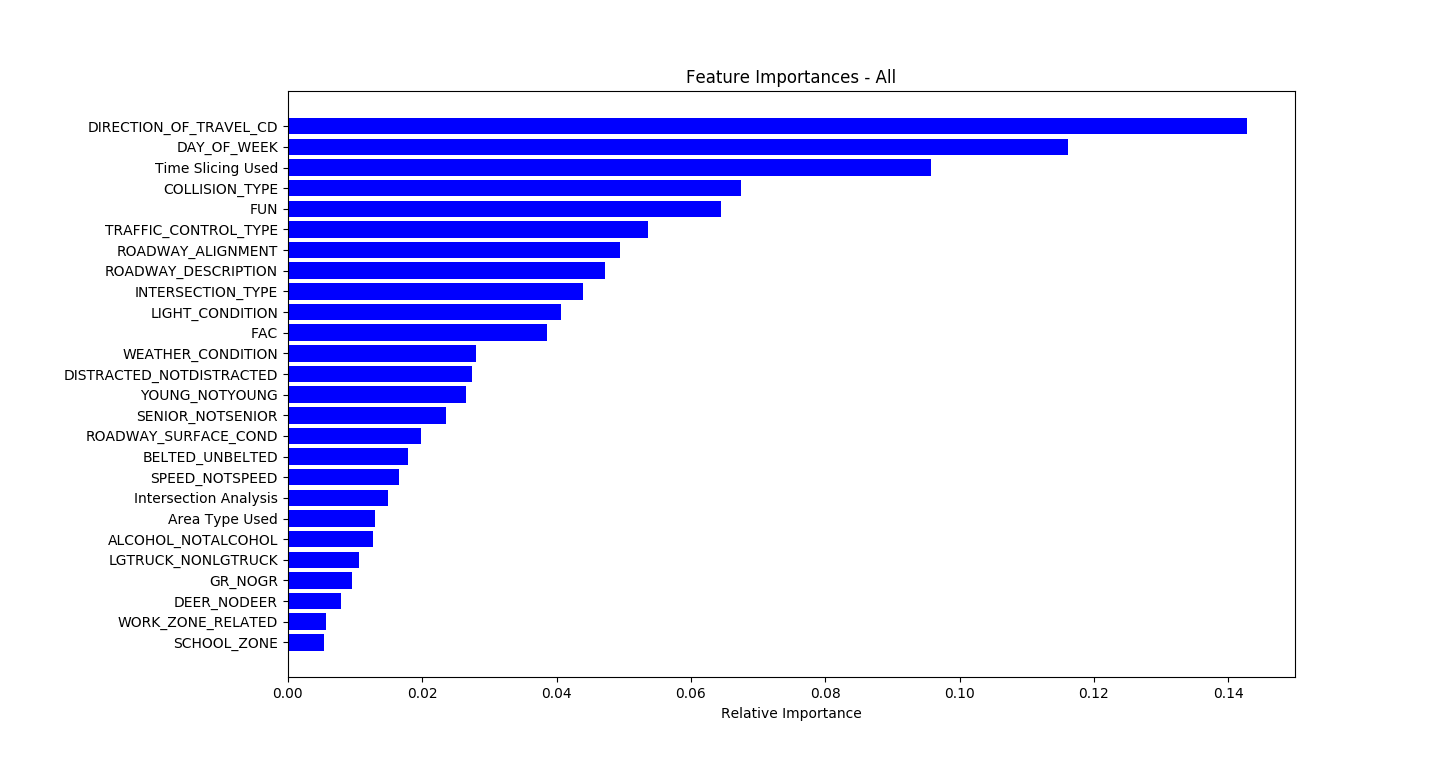 Feature Importances - All
DIRECTION_OF_TRAVEL_CD
DAY_OF_WEEK
Time Slicing Used
COLLISION_TYPE
FUN
TRAFFIC_CONTROL_TYPE
ROADWAY_ALIGNMENT
ROADWAY_DESCRIPTION
INTERSECTION_TYPE
LIGHT_CONDITION
FAC
WEATHER_CONDITION
DISTRACTED_NOTDISTRACTED
YOUNG_NOTYOUNG
SENIOR_NOTSENIOR
ROADWAY_SURFACE_COND
BELTED_UNBELTED
SPEED_NOTSPEED
Intersection Analysis
Area Type Used
ALCOHOL_NOTALCOHOL
LGTRUCK_NONLGTRUCK
GR_NOGR
DEER_NODEER
WORK_ZONE_RELATED
SCHOOL_ZONE
0.00 0.02 0.04 0.06 0.08 0.10 0.12 0.14
Relative Importance